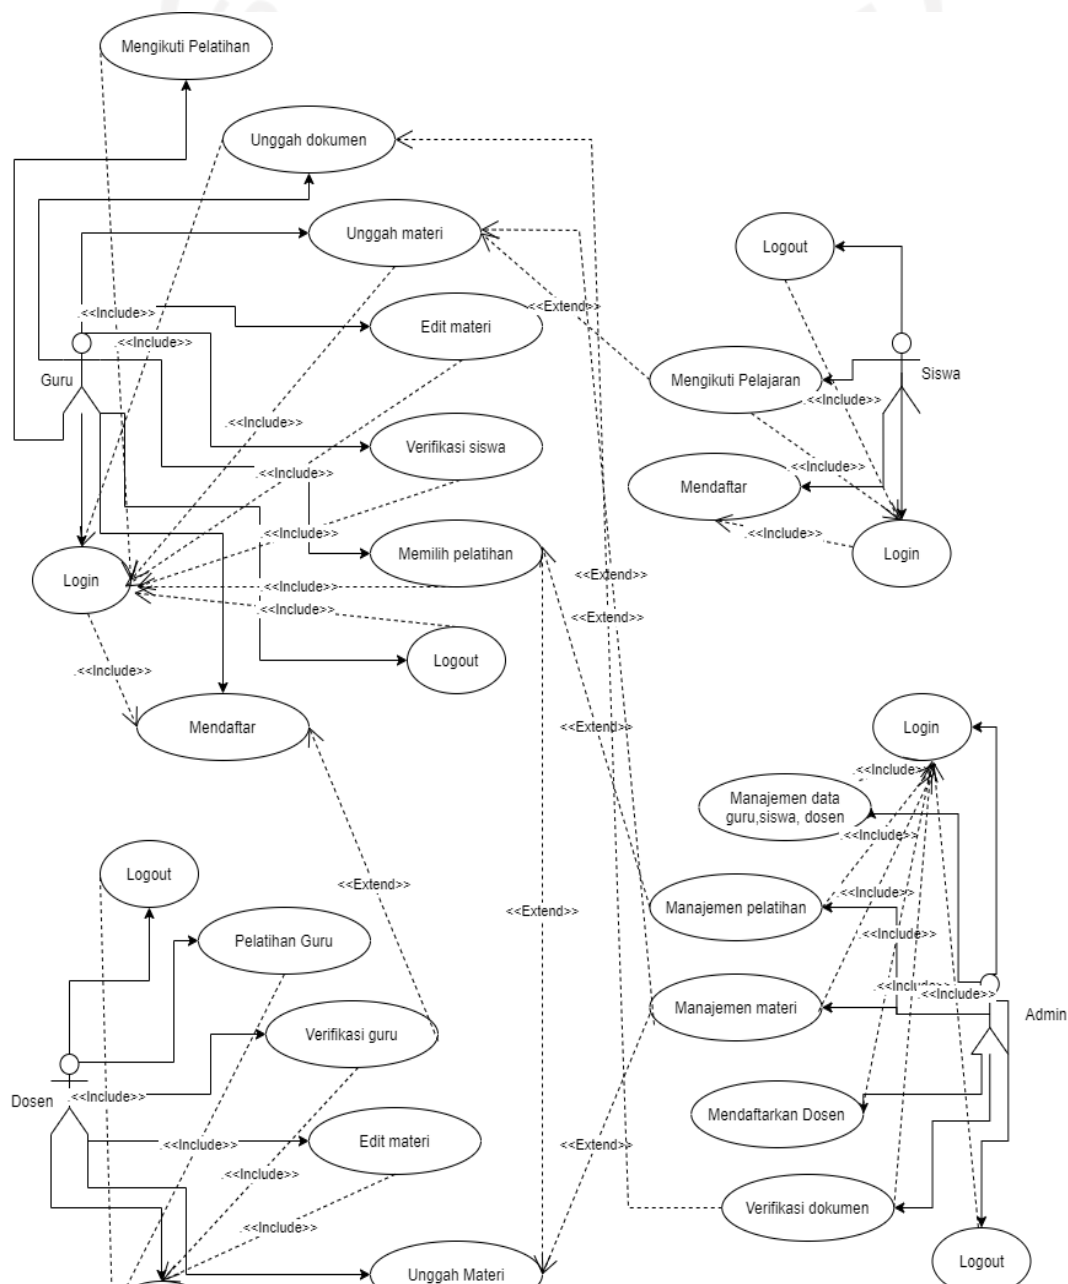 Mengikuti Pelatihan
Unggah dokumen
Unggah materi
Logout
<<Include>>
<<Extend>>
Edit materi
<<Include>>
Guru
Mengikuti Pelajaran
Siswa
<<Include>>
<<Include>>
Verifikasi siswa
<<Include>>
<<Include>>
Mendaftar
<<Include>>
<<Include>>
Memilih pelatihan
Login
Login
<<Extend>>
<<Include>>
<<Include>>
<<Extend>>
Logout
<<Include>>
Mendaftar
<<Extend>>
Login
<<Include>>
Manajemen data
guru,siswa, dosen
<<Include>>
Logout
<<Extend>>
<<Include>>
Manajemen pelatihan
<<Extend>>
<<Include>>
Pelatihan Guru
<<Include>>
<<Include>>
Manajemen materi
Admin
Verifikasi guru
Dosen
<<Include>>
Mendaftarkan Dosen
Edit materi
<<Include>>
<<Extend>>
<<Include>>
Verifikasi dokumen
<<Include>>
Logout
Unggah Materi